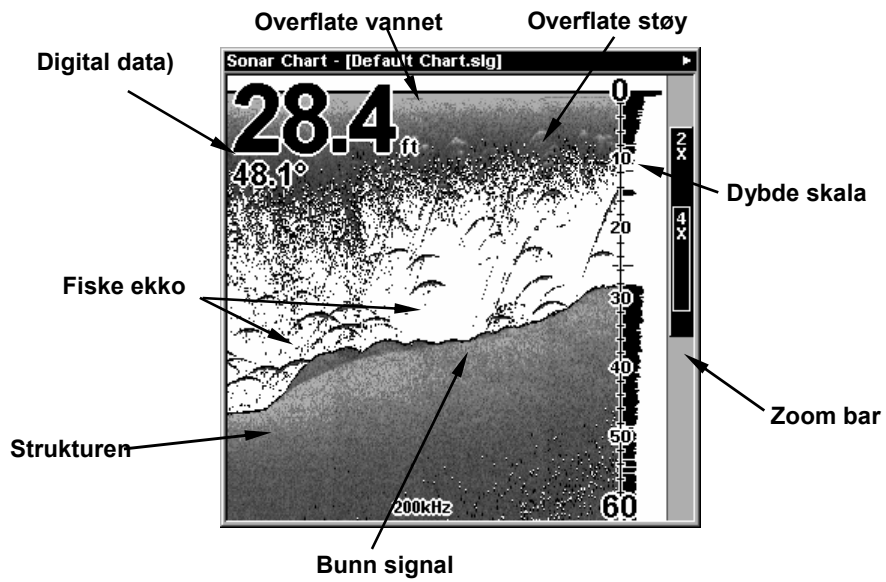 Overflate vannet
Overflate støy
Digital data)
Sonar Chart - [Default Chart.slg]
28.4 ft
48.1°
0
10
20
30
40
50
60
2X
4X
Dybde skala
Fiske ekko
Zoom bar
Strukturen
200kHz
Bunn signal